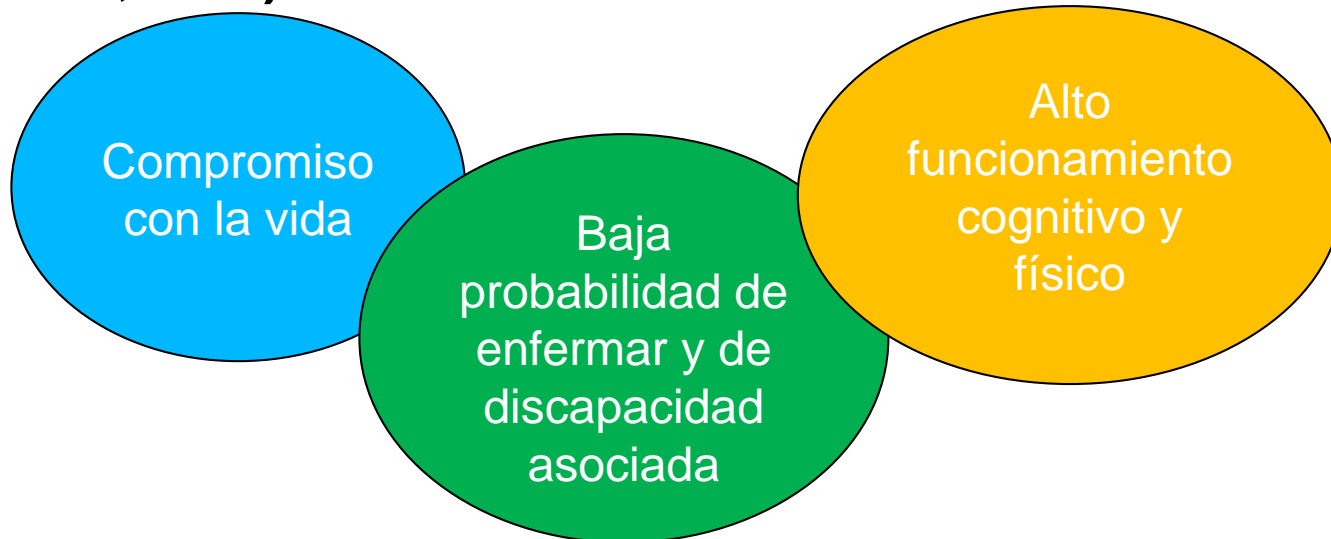 Compromiso
con la vida
Baja
probabilidad de
enfermar y de
discapacidad
asociada
Alto
funcionamiento
cognitivo y
físico